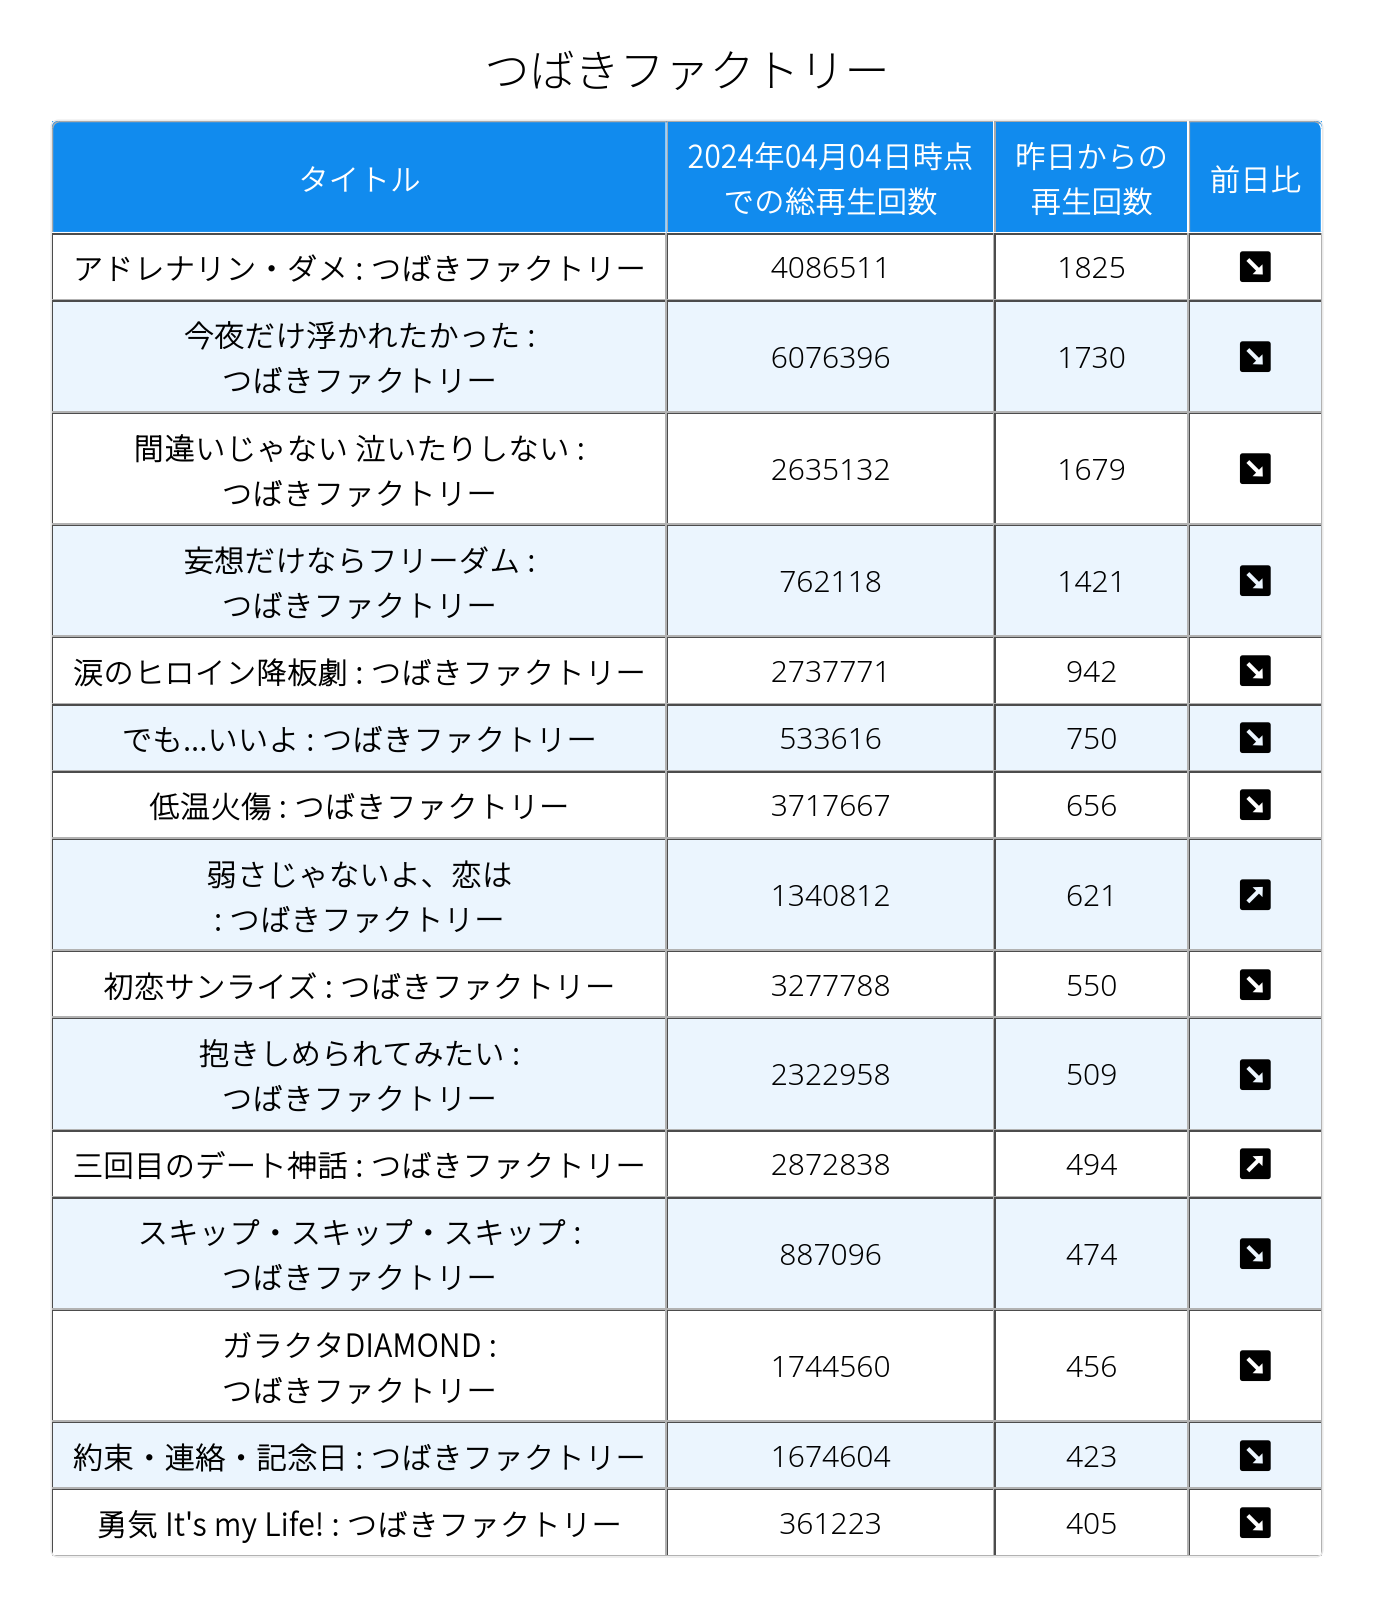 つばきファクトリー
タイトル
2024年04月04日時点
での総再生回数
昨日からの
再生回数
前日比
アドレナリン・ダメ : つばきファクトリー
4086511
1825
今夜だけ浮かれたかった :
つばきファクトリー
6076396
1730
間違いじゃない 泣いたりしない :
つばきファクトリー
2635132
1679
妄想だけならフリーダム :
つばきファクトリー
762118
1421
涙のヒロイン降板劇 : つばきファクトリー
2737771
942
でも...いいよ : つばきファクトリー
533616
750
低温火傷 : つばきファクトリー
3717667
656
弱さじゃないよ、恋は
: つばきファクトリー
1340812
621
初恋サンライズ : つばきファクトリー
3277788
550
抱きしめられてみたい :
つばきファクトリー
2322958
509
三回目のデート神話 : つばきファクトリー
2872838
494
スキップ・スキップ・スキップ :
つばきファクトリー
887096
474
ガラクタDIAMOND :
つばきファクトリー
1744560
456
約束・連絡・記念日 : つばきファクトリー
1674604
423
勇気 It's my Life! : つばきファクトリー
361223
405